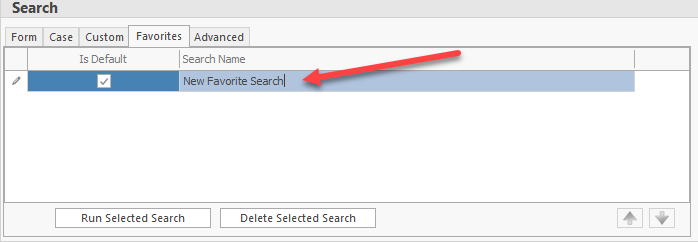 Search
Form Case Custom Favorites Advanced
Is Default Search Name
New Favorite Search
Run Selected Search Delete Selected Search